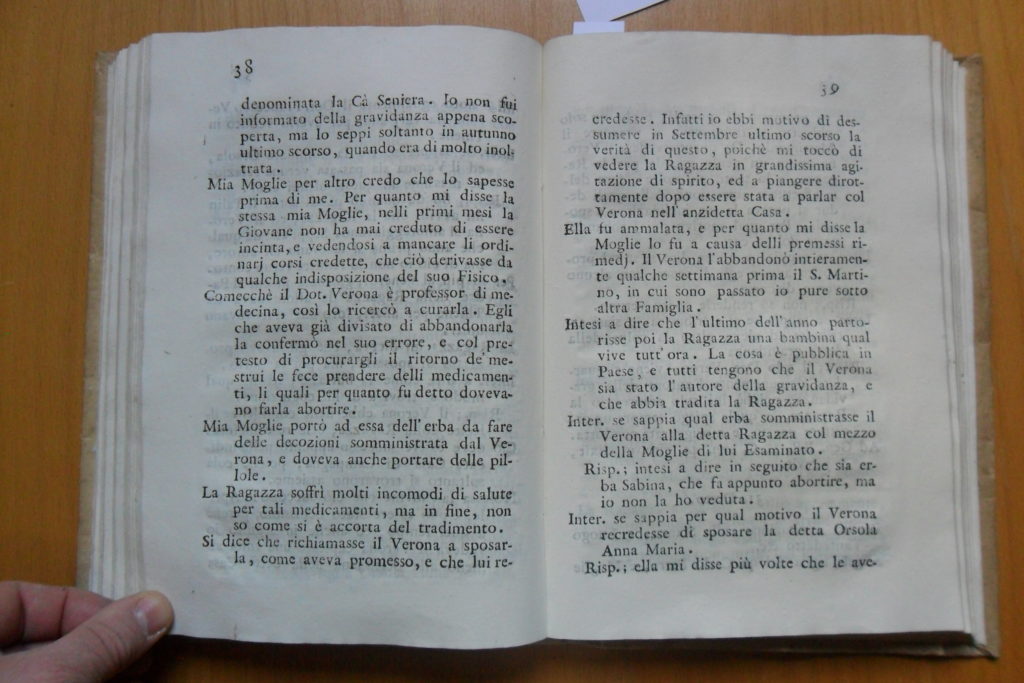 38
denominata la Cà Seniera. Io non fui
informato della gravidanza appena sco-
perta, ma lo seppi soltanto in autunno
ultimo scorso, quando era di molto inol-
trata.
Mia Moglie per altro credo che lo sapesse
prima di me. Per quanto mi disse la
stessa mia Moglie, nelli primi mesi la
Giovane non ha mai creduto di essere
incinta, e vedendosi a mancare li ordi-
narj corsi credette, che ciò derivasse da
qualche indisposizione del suo Fisico.
Comecchè il Dot. Verona è professor di me-
decina, così lo ricercò a curarla. Egli
che aveva già divisato di abbandonarla
la confermò nel suo errore, e col pre-
testo di procurargli il ritorno de' me-
strui le fece prendere delli medicamen-
ti, li quali per quanto fu detto doveva-
no farla abortire.
Mia Moglie portò ad essa dell'erba da fare
delle decozioni somministrata dal Ve-
rona, e doveva anche portare delle pil-
lole.
La Ragazza soffrì molti incomodi di salute
per tali medicamenti, ma in fine, non
so come si è accorta del tradimento.
Si dice che richiamasse il Verona a sposar-
la, come aveva promesso, e che lui re-
39
credesse. Infatti io ebbi motivo di des-
sumere in Settembre ultimo scorso la
verità di questo, poichè mi toccò di
vedere la Ragazza in grandissima agi-
tazione di spirito, ed a piangere dirot-
tamente dopo essere stata a parlar col
Verona nell'anzidetta Casa.
Ella fu ammalata, e per quanto mi disse la
Moglie lo fu a causa delli premessi ri-
medj. Il Verona l'abbandonò intieramen-
te qualche settimana prima il S. Marti-
no, in cui sono passato io pure sotto
altra Famiglia.
Intesi a dire che l'ultimo dell'anno parto-
risse poi la Ragazza una bambina qual
vive tutt'ora. La cosa è pubblica in
Paese, e tutti tengono che il Verona
sia stato l'autore della gravidanza, e
che abbia tradita la Ragazza.
Inter. se sappia qual erba somministrasse il
Verona alla detta Ragazza col mezzo
della Moglie di lui Esaminato.
Risp.; intesi a dire in seguito che sia er-
ba Sabina, che fa appunto abortire, ma
io non la ho veduta.
Inter. se sappia per qual motivo il Verona
recredesse di sposare la detta Orsola
Anna Maria.
Risp.; ella mi disse più volte che le ave-